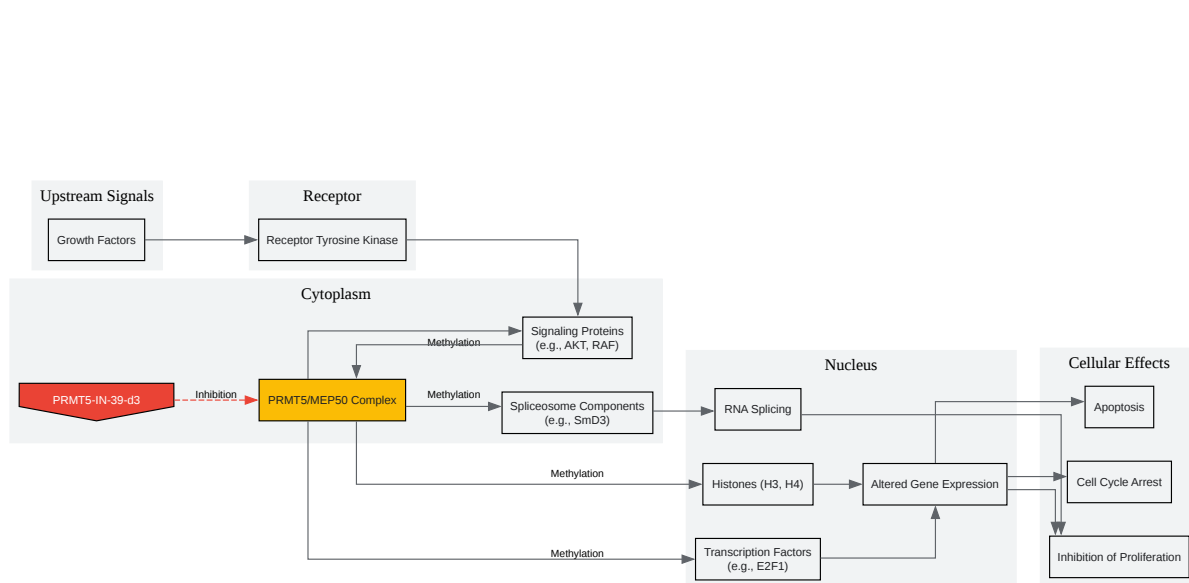 Upstream Signals
Growth Factors
Receptor
Receptor Tyrosine Kinase
Cytoplasm
Signaling Proteins
(e.g., AKT, RAF)
Methylation
PRMT5-IN-39-d3
Inhibition
PRMT5/MEP50 Complex
Methylation
Spliceosome Components
(e.g., SmD3)
Methylation
Methylation
Nucleus
RNA Splicing
Histones (H3, H4)
Altered Gene Expression
Transcription Factors
(e.g., E2F1)
Cellular Effects
Apoptosis
Cell Cycle Arrest
Inhibition of Proliferation